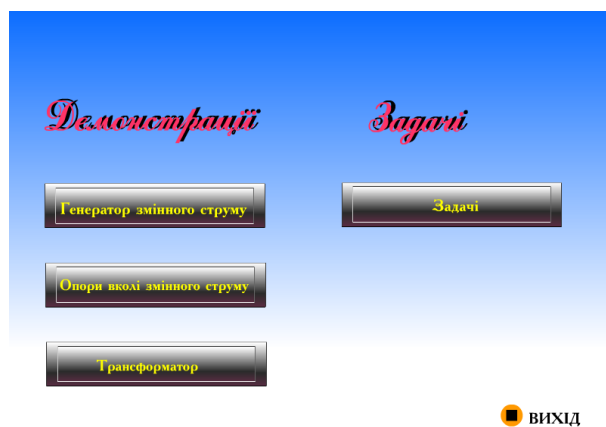 Демонстрації
Задачі
Генератор змінного струму
Задачі
Опори вколі змінного струму
Трансформатор
ВИХІД